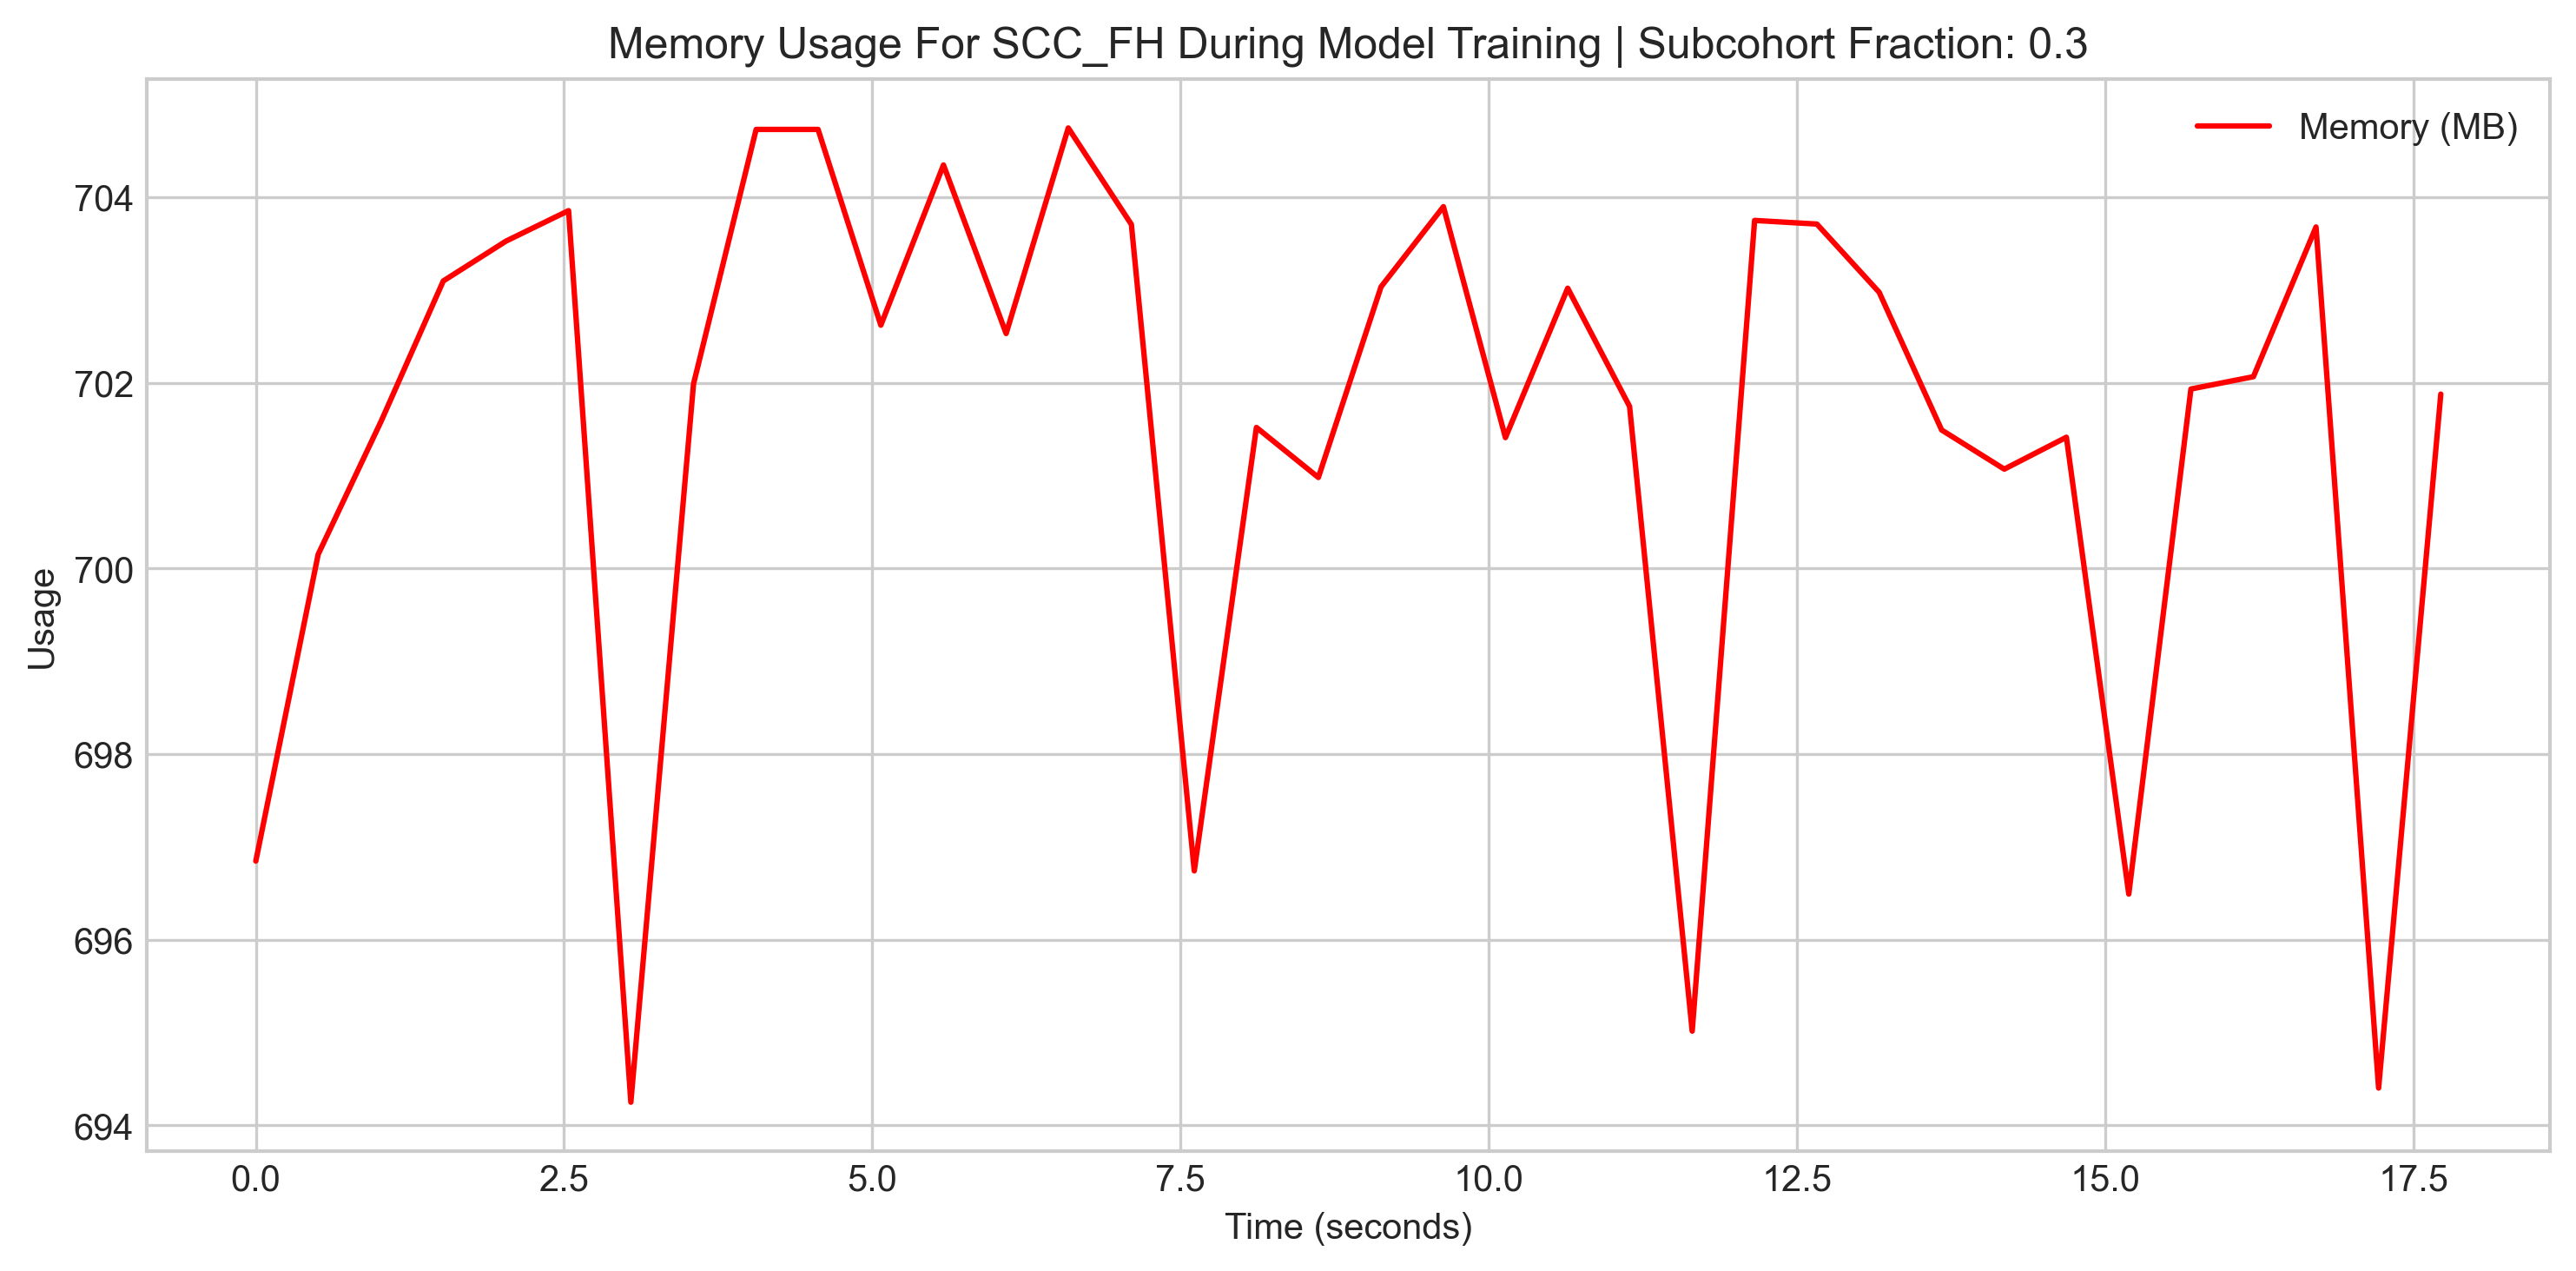 Memory Usage For SCC_FH During Model Training | Subcohort Fraction: 0.3
Memory (MB)
704
702
700
698
696
694
Usage
0.0 2.5 5.0 7.5 10.0 12.5 15.0 17.5
Time (seconds)